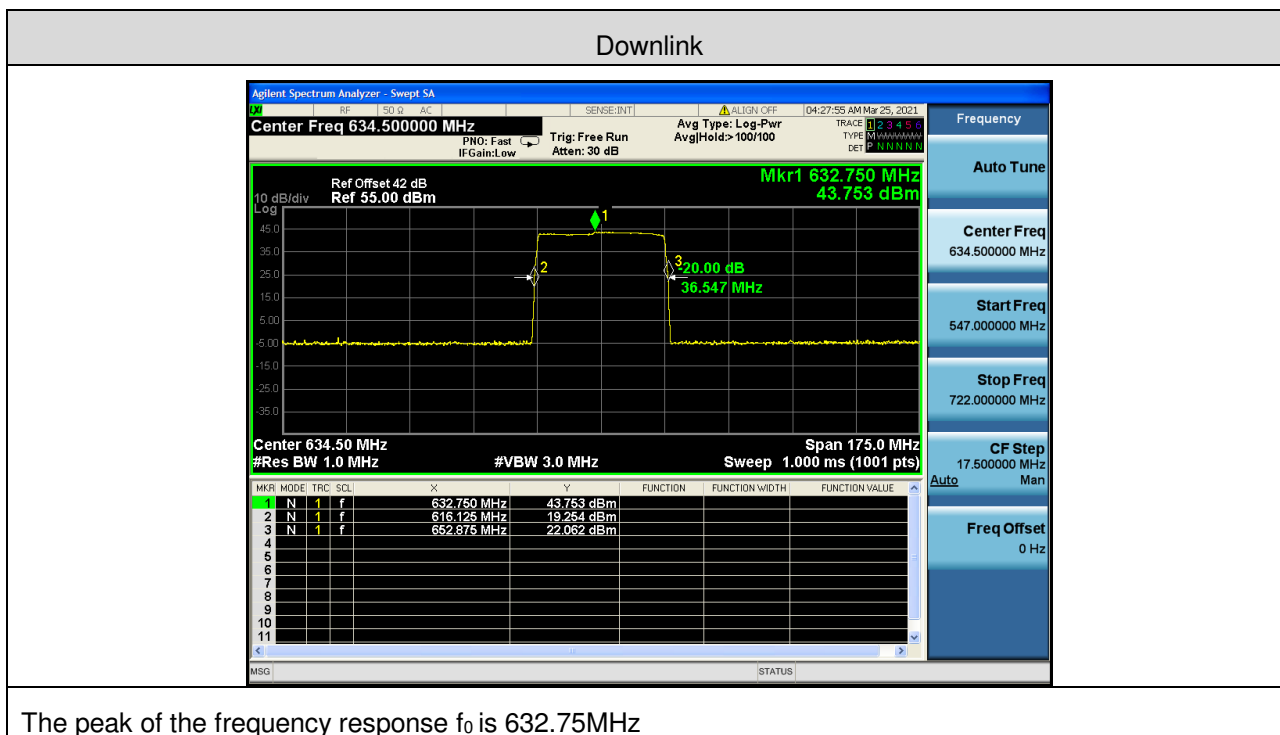 Downlink
Agilent Spectrum Analyzer - Swept SA
LXI RF 50 Ω AC SENSE:INT ALIGN OFF 04:27:55 AM Mar 25, 2021
Center Freq 634.500000 MHz
PNO: Fast
IFGain:Low
Trig: Free Run
Atten: 30 dB
Avg Type: Log-Pwr
Avg|Hold:> 100/100
TRACE 1 2 3 4 5 6
TYPE M WWWWW
DET P N N N N N
Frequency
Auto Tune
Center Freq
634.500000 MHz
Start Freq
547.000000 MHz
Stop Freq
722.000000 MHz
CF Step
17.500000 MHz
Auto Man
Freq Offset
0 Hz
Mkr1 632.750 MHz
43.753 dBm
Ref Offset 42 dB
10 dB/div Ref 55.00 dBm
Log
45.0
35.0
25.0
15.0
5.00
-5.00
-15.0
-25.0
-35.0
1
2
3
-20.00 dB
36.547 MHz
Center 634.50 MHz Span 175.0 MHz
#Res BW 1.0 MHz #VBW 3.0 MHz Sweep 1.000 ms (1001 pts)
MKR MODE TRC SCL X Y FUNCTION FUNCTION WIDTH FUNCTION VALUE
1 N 1 f 632.750 MHz 43.753 dBm
2 N 1 f 616.125 MHz 19.254 dBm
3 N 1 f 652.875 MHz 22.062 dBm
4
5
6
7
8
9
10
11
MSG STATUS
The peak of the frequency response f₀ is 632.75MHz